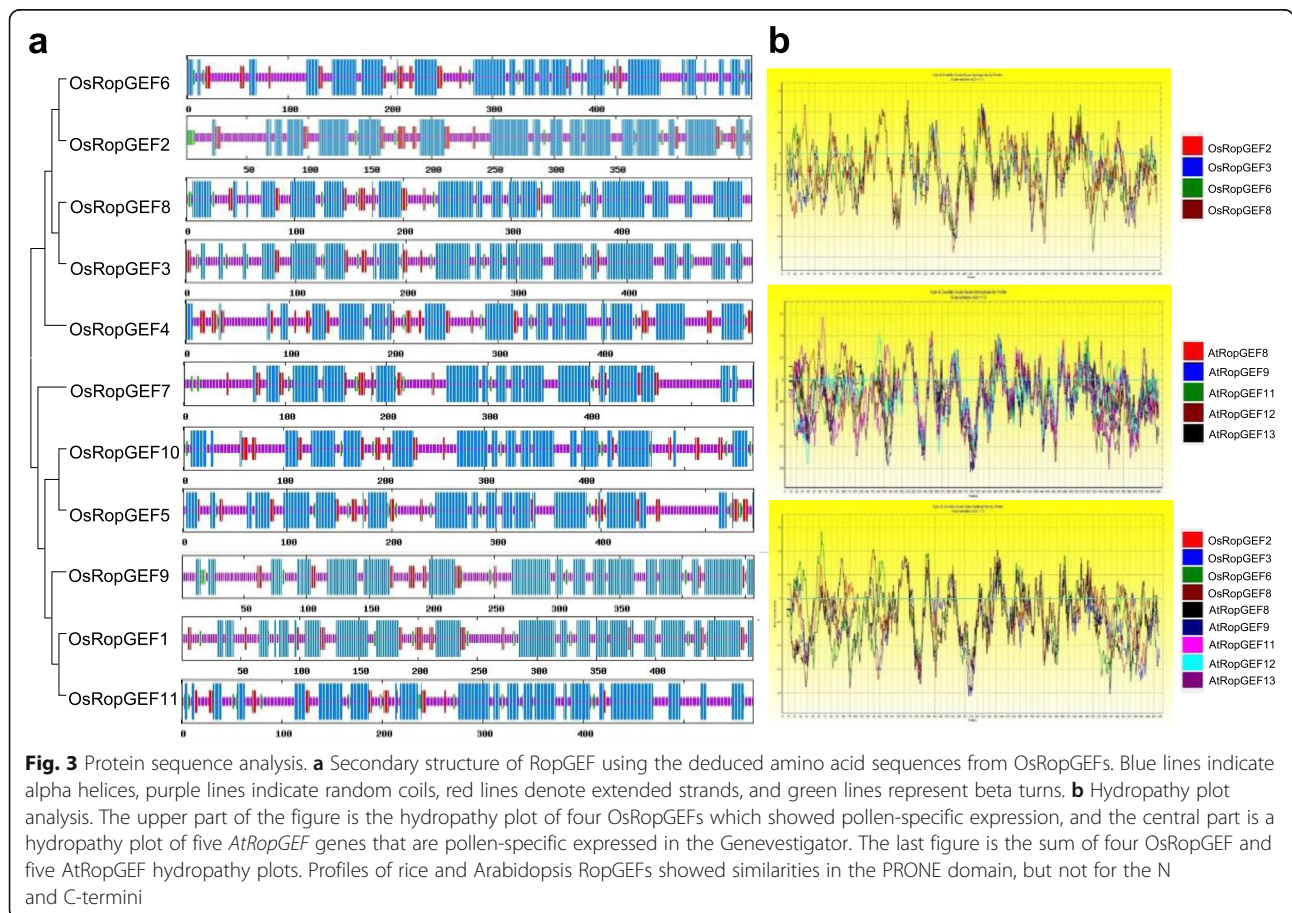 a
b
OsRopGEF6
0 100 200 300 400
OsRopGEF2
50 100 150 200 250 300 350
OsRopGEF8
0 100 200 300 400
OsRopGEF3
0 100 200 300 400
OsRopGEF4
0 100 200 300 400
OsRopGEF7
0 100 200 300 400
OsRopGEF10
0 100 200 300 400
OsRopGEF5
0 100 200 300 400
OsRopGEF9
50 100 150 200 250 300 350
OsRopGEF1
50 100 150 200 250 300 350 400
OsRopGEF11
0 100 200 300 400
OsRopGEF2
OsRopGEF3
OsRopGEF6
OsRopGEF8
AtRopGEF8
AtRopGEF9
AtRopGEF11
AtRopGEF12
AtRopGEF13
OsRopGEF2
OsRopGEF3
OsRopGEF6
OsRopGEF8
AtRopGEF8
AtRopGEF9
AtRopGEF11
AtRopGEF12
AtRopGEF13
Fig. 3 Protein sequence analysis. a Secondary structure of RopGEF using the deduced amino acid sequences from OsRopGEFs. Blue lines indicate
alpha helices, purple lines indicate random coils, red lines denote extended strands, and green lines represent beta turns. b Hydropathy plot
analysis. The upper part of the figure is the hydropathy plot of four OsRopGEFs which showed pollen-specific expression, and the central part is a
hydropathy plot of five AtRopGEF genes that are pollen-specific expressed in the Genevestigator. The last figure is the sum of four OsRopGEF and
five AtRopGEF hydropathy plots. Profiles of rice and Arabidopsis RopGEFs showed similarities in the PRONE domain, but not for the N
and C-termini